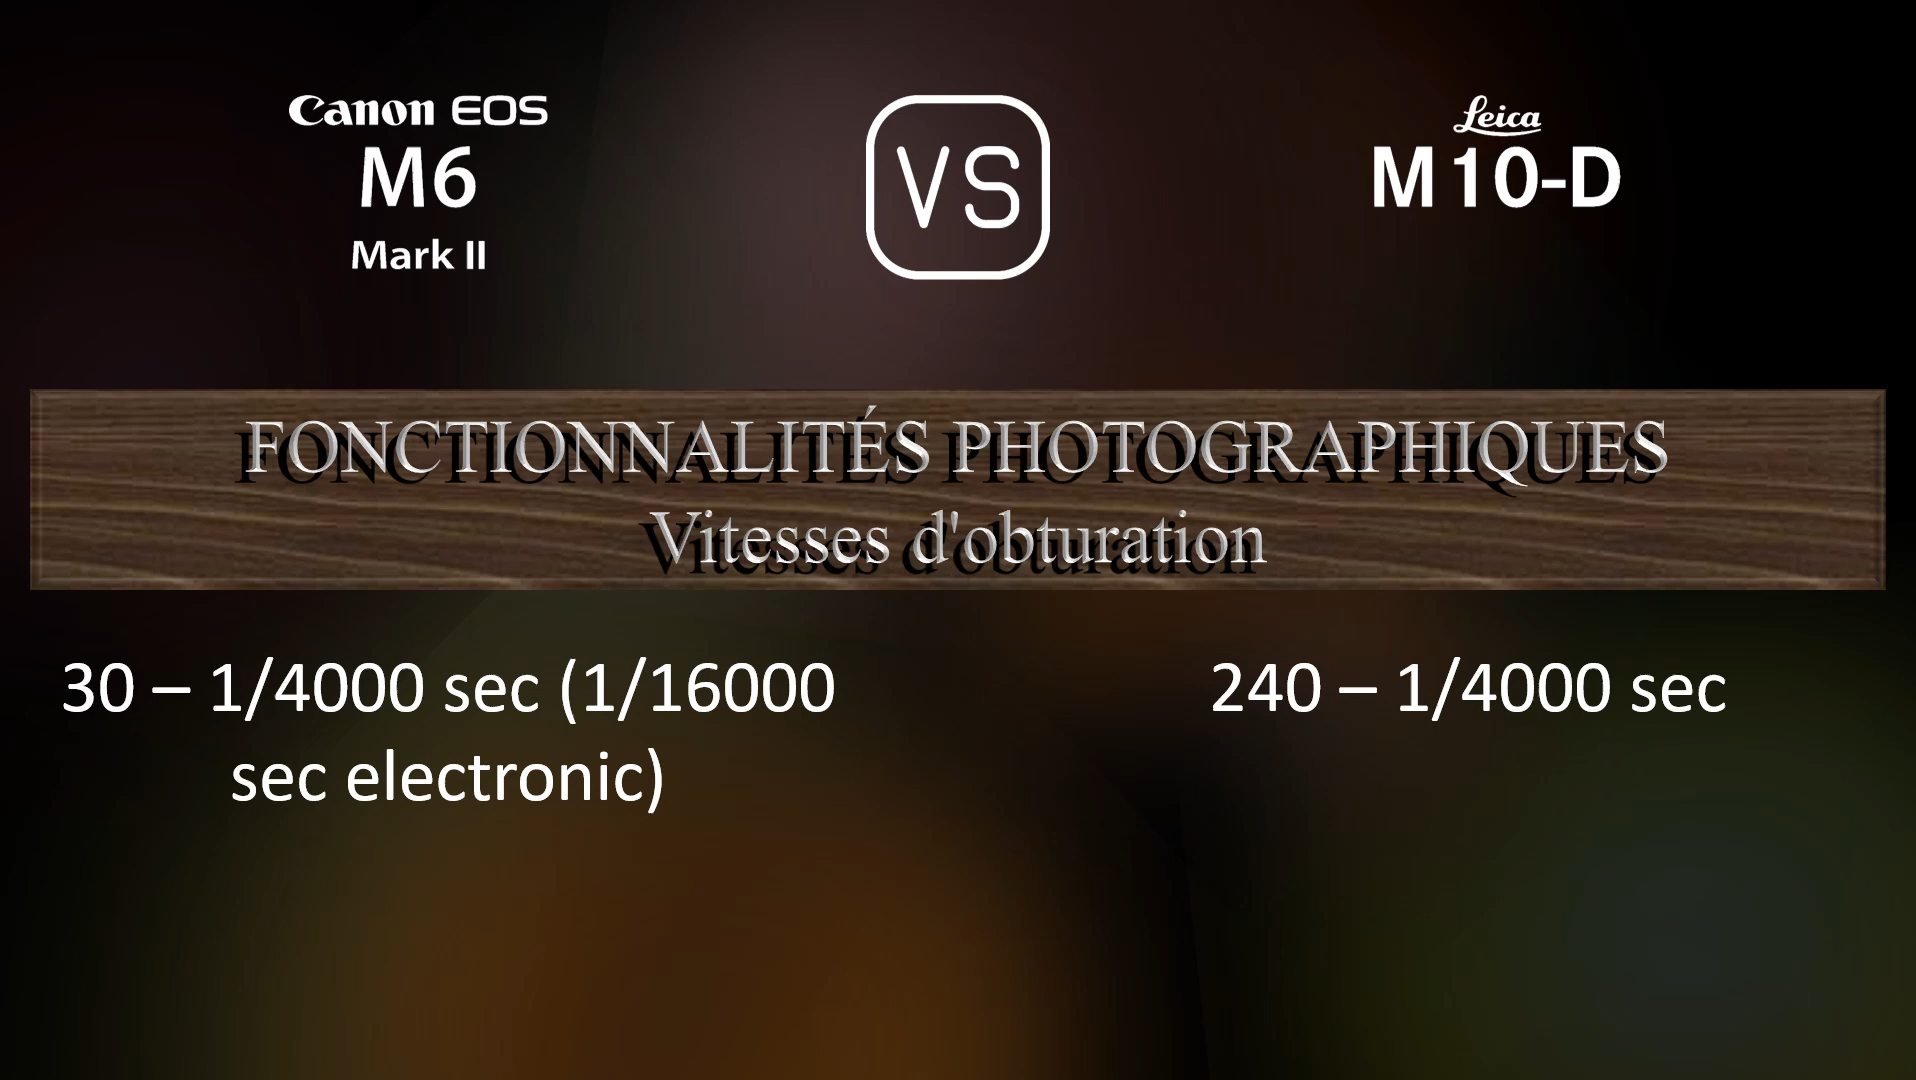 Canon EOS
M6
Mark II
VS
Leica
M10-D
FONCTIONNALITÉS PHOTOGRAPHIQUES
Vitesses d'obturation
30 – 1/4000 sec (1/16000
sec electronic)
240 – 1/4000 sec